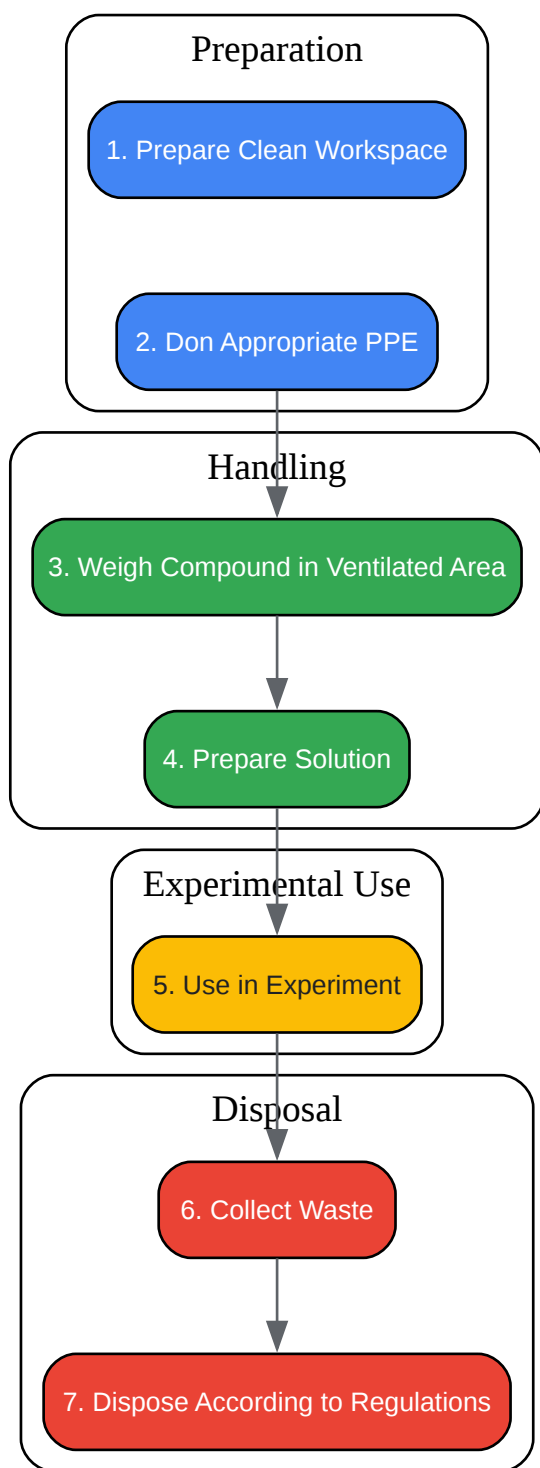 Preparation
1. Prepare Clean Workspace
2. Don Appropriate PPE
Handling
3. Weigh Compound in Ventilated Area
4. Prepare Solution
Experimental Use
5. Use in Experiment
Disposal
6. Collect Waste
7. Dispose According to Regulations